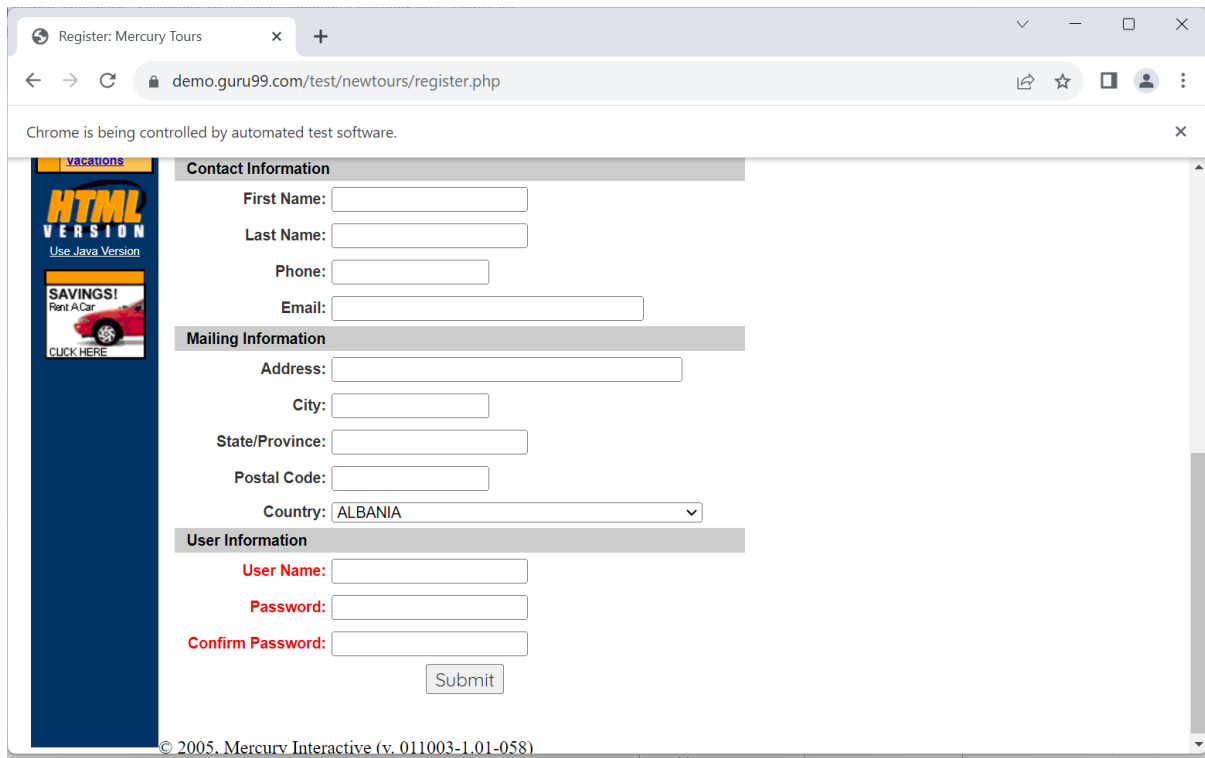 Register: Mercury Tours
demo.guru99.com/test/newtours/register.php
Chrome is being controlled by automated test software.
Vacations
HTML
VERSION
Use Java Version
SAVINGS!
Rent A Car
CLICK HERE
Contact Information
First Name:
Last Name:
Phone:
Email:
Mailing Information
Address:
City:
State/Province:
Postal Code:
Country: ALBANIA
User Information
User Name:
Password:
Confirm Password:
Submit
© 2005, Mercury Interactive (v. 011003-1.01-058)